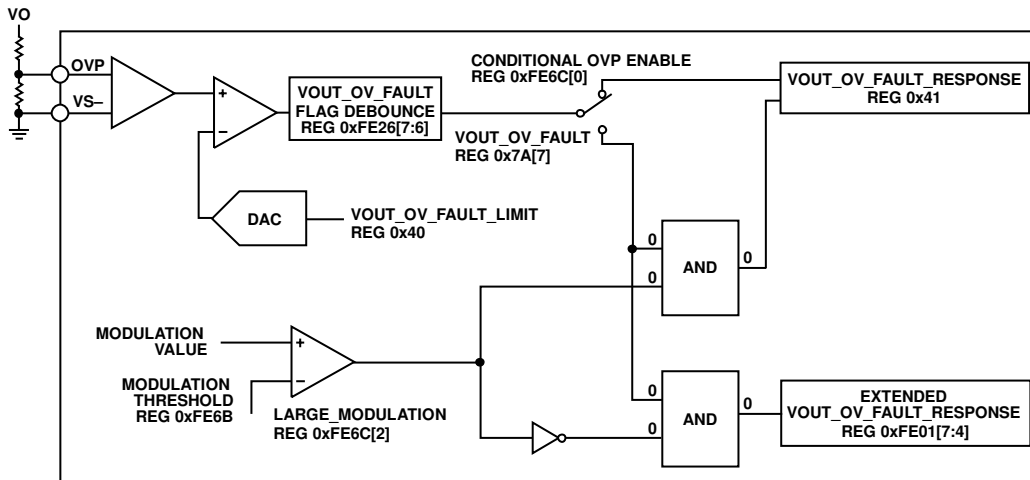 VO
OVP
VS–
+
–
VOUT_OV_FAULT
FLAG DEBOUNCE
REG 0xFE26[7:6]
CONDITIONAL OVP ENABLE
REG 0xFE6C[0]
VOUT_OV_FAULT
REG 0x7A[7]
VOUT_OV_FAULT_RESPONSE
REG 0x41
DAC
VOUT_OV_FAULT_LIMIT
REG 0x40
0
0
AND
0
MODULATION
VALUE
+
–
MODULATION
THRESHOLD
REG 0xFE6B
LARGE_MODULATION
REG 0xFE6C[2]
0
0
AND
0
EXTENDED
VOUT_OV_FAULT_RESPONSE
REG 0xFE01[7:4]